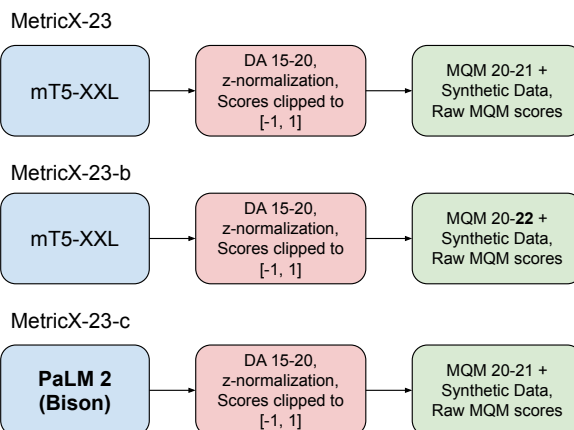 MetricX-23
mT5-XXL
DA 15-20,
z-normalization,
Scores clipped to
[-1, 1]
MQM 20-21 +
Synthetic Data,
Raw MQM scores
MetricX-23-b
mT5-XXL
DA 15-20,
z-normalization,
Scores clipped to
[-1, 1]
MQM 20-22 +
Synthetic Data,
Raw MQM scores
MetricX-23-c
PaLM 2
(Bison)
DA 15-20,
z-normalization,
Scores clipped to
[-1, 1]
MQM 20-21 +
Synthetic Data,
Raw MQM scores